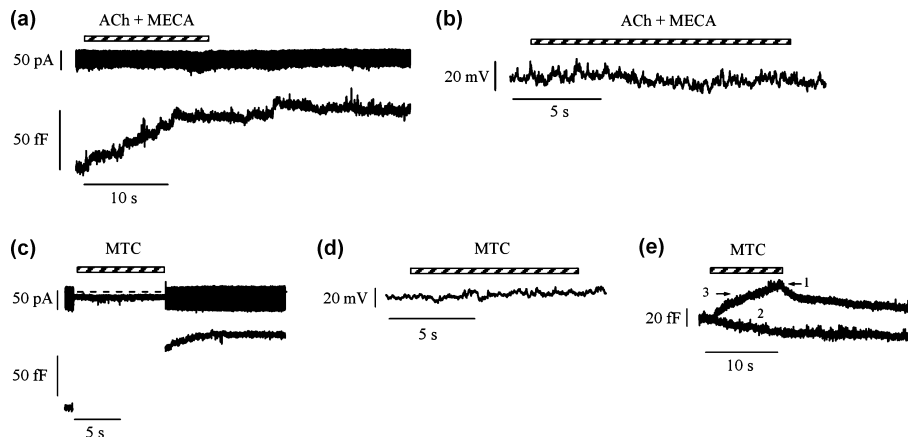 (a)
ACh + MECA
50 pA
50 fF
10 s
(b)
ACh + MECA
20 mV
5 s
(c)
MTC
50 pA
50 fF
5 s
(d)
MTC
20 mV
5 s
(e)
MTC
1
3
2
20 fF
10 s